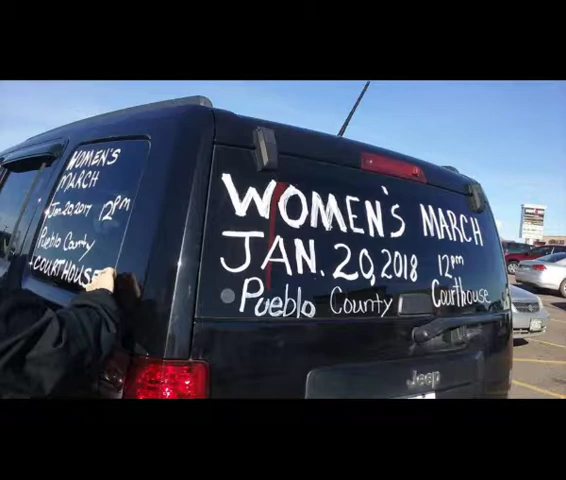 WOMEN'S
MARCH
Jan.20,2017 12PM
Pueblo County
COURTHOUSE
WOMEN'S MARCH
JAN. 20, 2018 12pm
Pueblo County Courthouse
Jeep